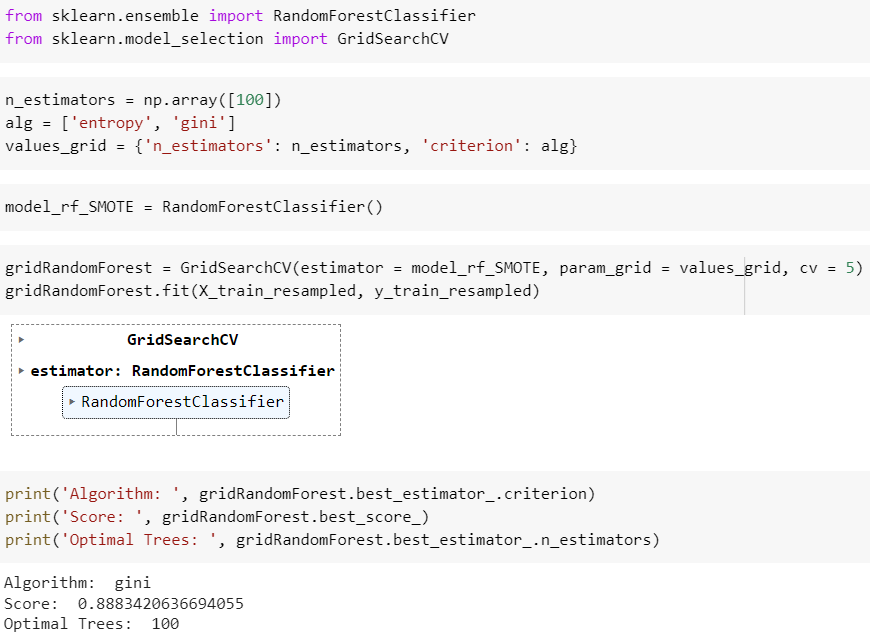 from sklearn.ensemble import RandomForestClassifier
from sklearn.model_selection import GridSearchCV
n_estimators = np.array([100])
alg = ['entropy', 'gini']
values_grid = {'n_estimators': n_estimators, 'criterion': alg}
model_rf_SMOTE = RandomForestClassifier()
gridRandomForest = GridSearchCV(estimator = model_rf_SMOTE, param_grid = values_grid, cv = 5)
gridRandomForest.fit(X_train_resampled, y_train_resampled)
GridSearchCV
estimator: RandomForestClassifier
RandomForestClassifier
print('Algorithm: ', gridRandomForest.best_estimator_.criterion)
print('Score: ', gridRandomForest.best_score_)
print('Optimal Trees: ', gridRandomForest.best_estimator_.n_estimators)
Algorithm:  gini
Score:  0.8883420636694055
Optimal Trees:  100